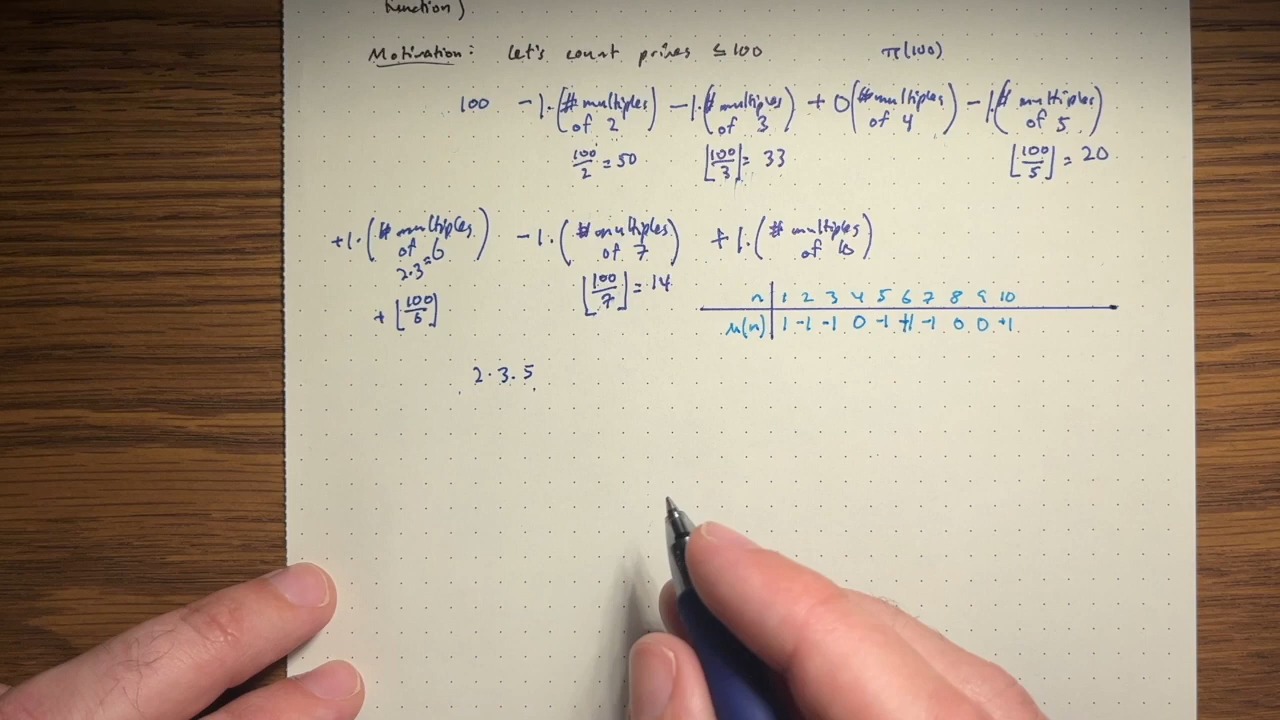 function)
Motivation: Let's count primes ≤ 100 π(100)
100 - 1·(# multiples of 2) - 1·(# multiples of 3) + 0(# multiples of 4) - 1·(# multiples of 5)
100/2 = 50 ⌊100/3⌋ = 33 ⌊100/5⌋ = 20
+1·(# multiples of 2·3=6) - 1·(# multiples of 7) + 1·(# multiples of 10)
+ ⌊100/6⌋ ⌊100/7⌋ = 14
n | 1 2 3 4 5 6 7 8 9 10
μ(n) | 1 -1 -1 0 -1 +1 -1 0 0 +1
2·3·5